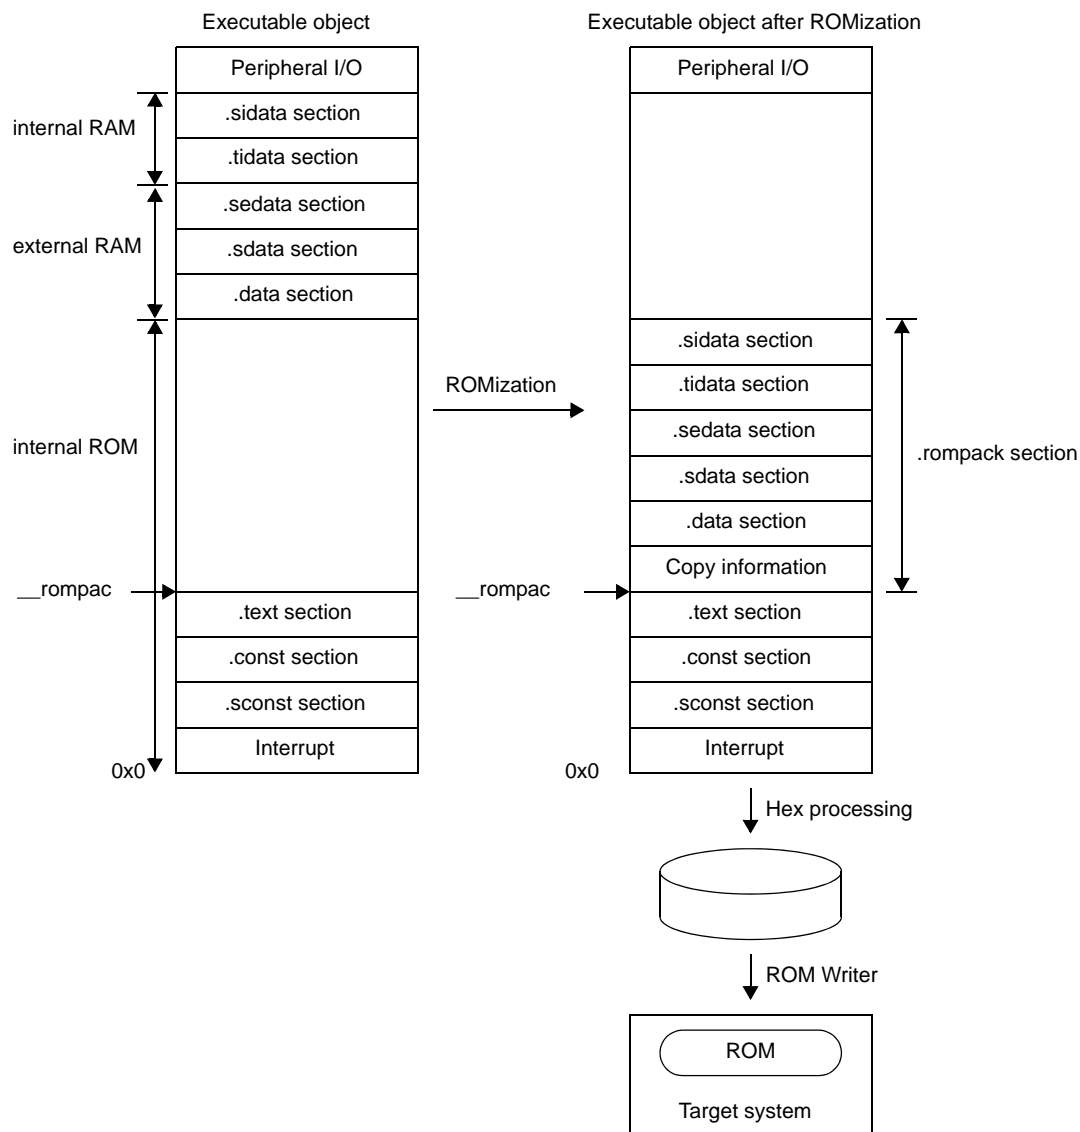 Executable object
Peripheral I/O
internal RAM
.sidata section
.tidata section
external RAM
.sedata section
.sdata section
.data section
internal ROM
__rompac
.text section
.const section
.sconst section
Interrupt
0x0
ROMization
Executable object after ROMization
Peripheral I/O
.sidata section
.tidata section
.sedata section
.sdata section
.data section
Copy information
.rompack section
__rompac
.text section
.const section
.sconst section
Interrupt
0x0
Hex processing
ROM Writer
ROM
Target system